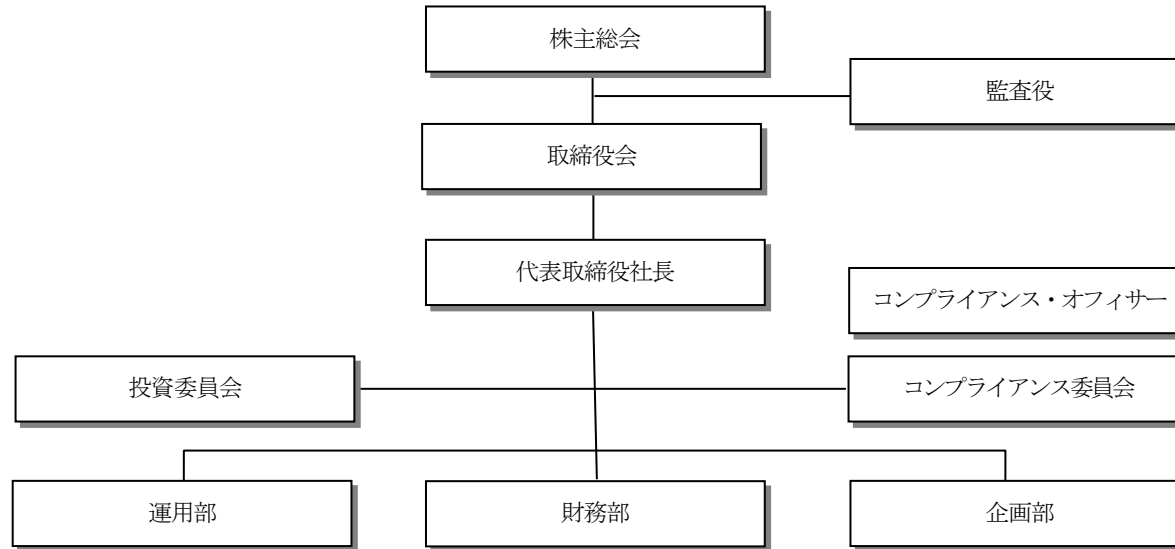 株主総会
監査役
取締役会
代表取締役社長
コンプライアンス・オフィサー
投資委員会
コンプライアンス委員会
運用部
財務部
企画部